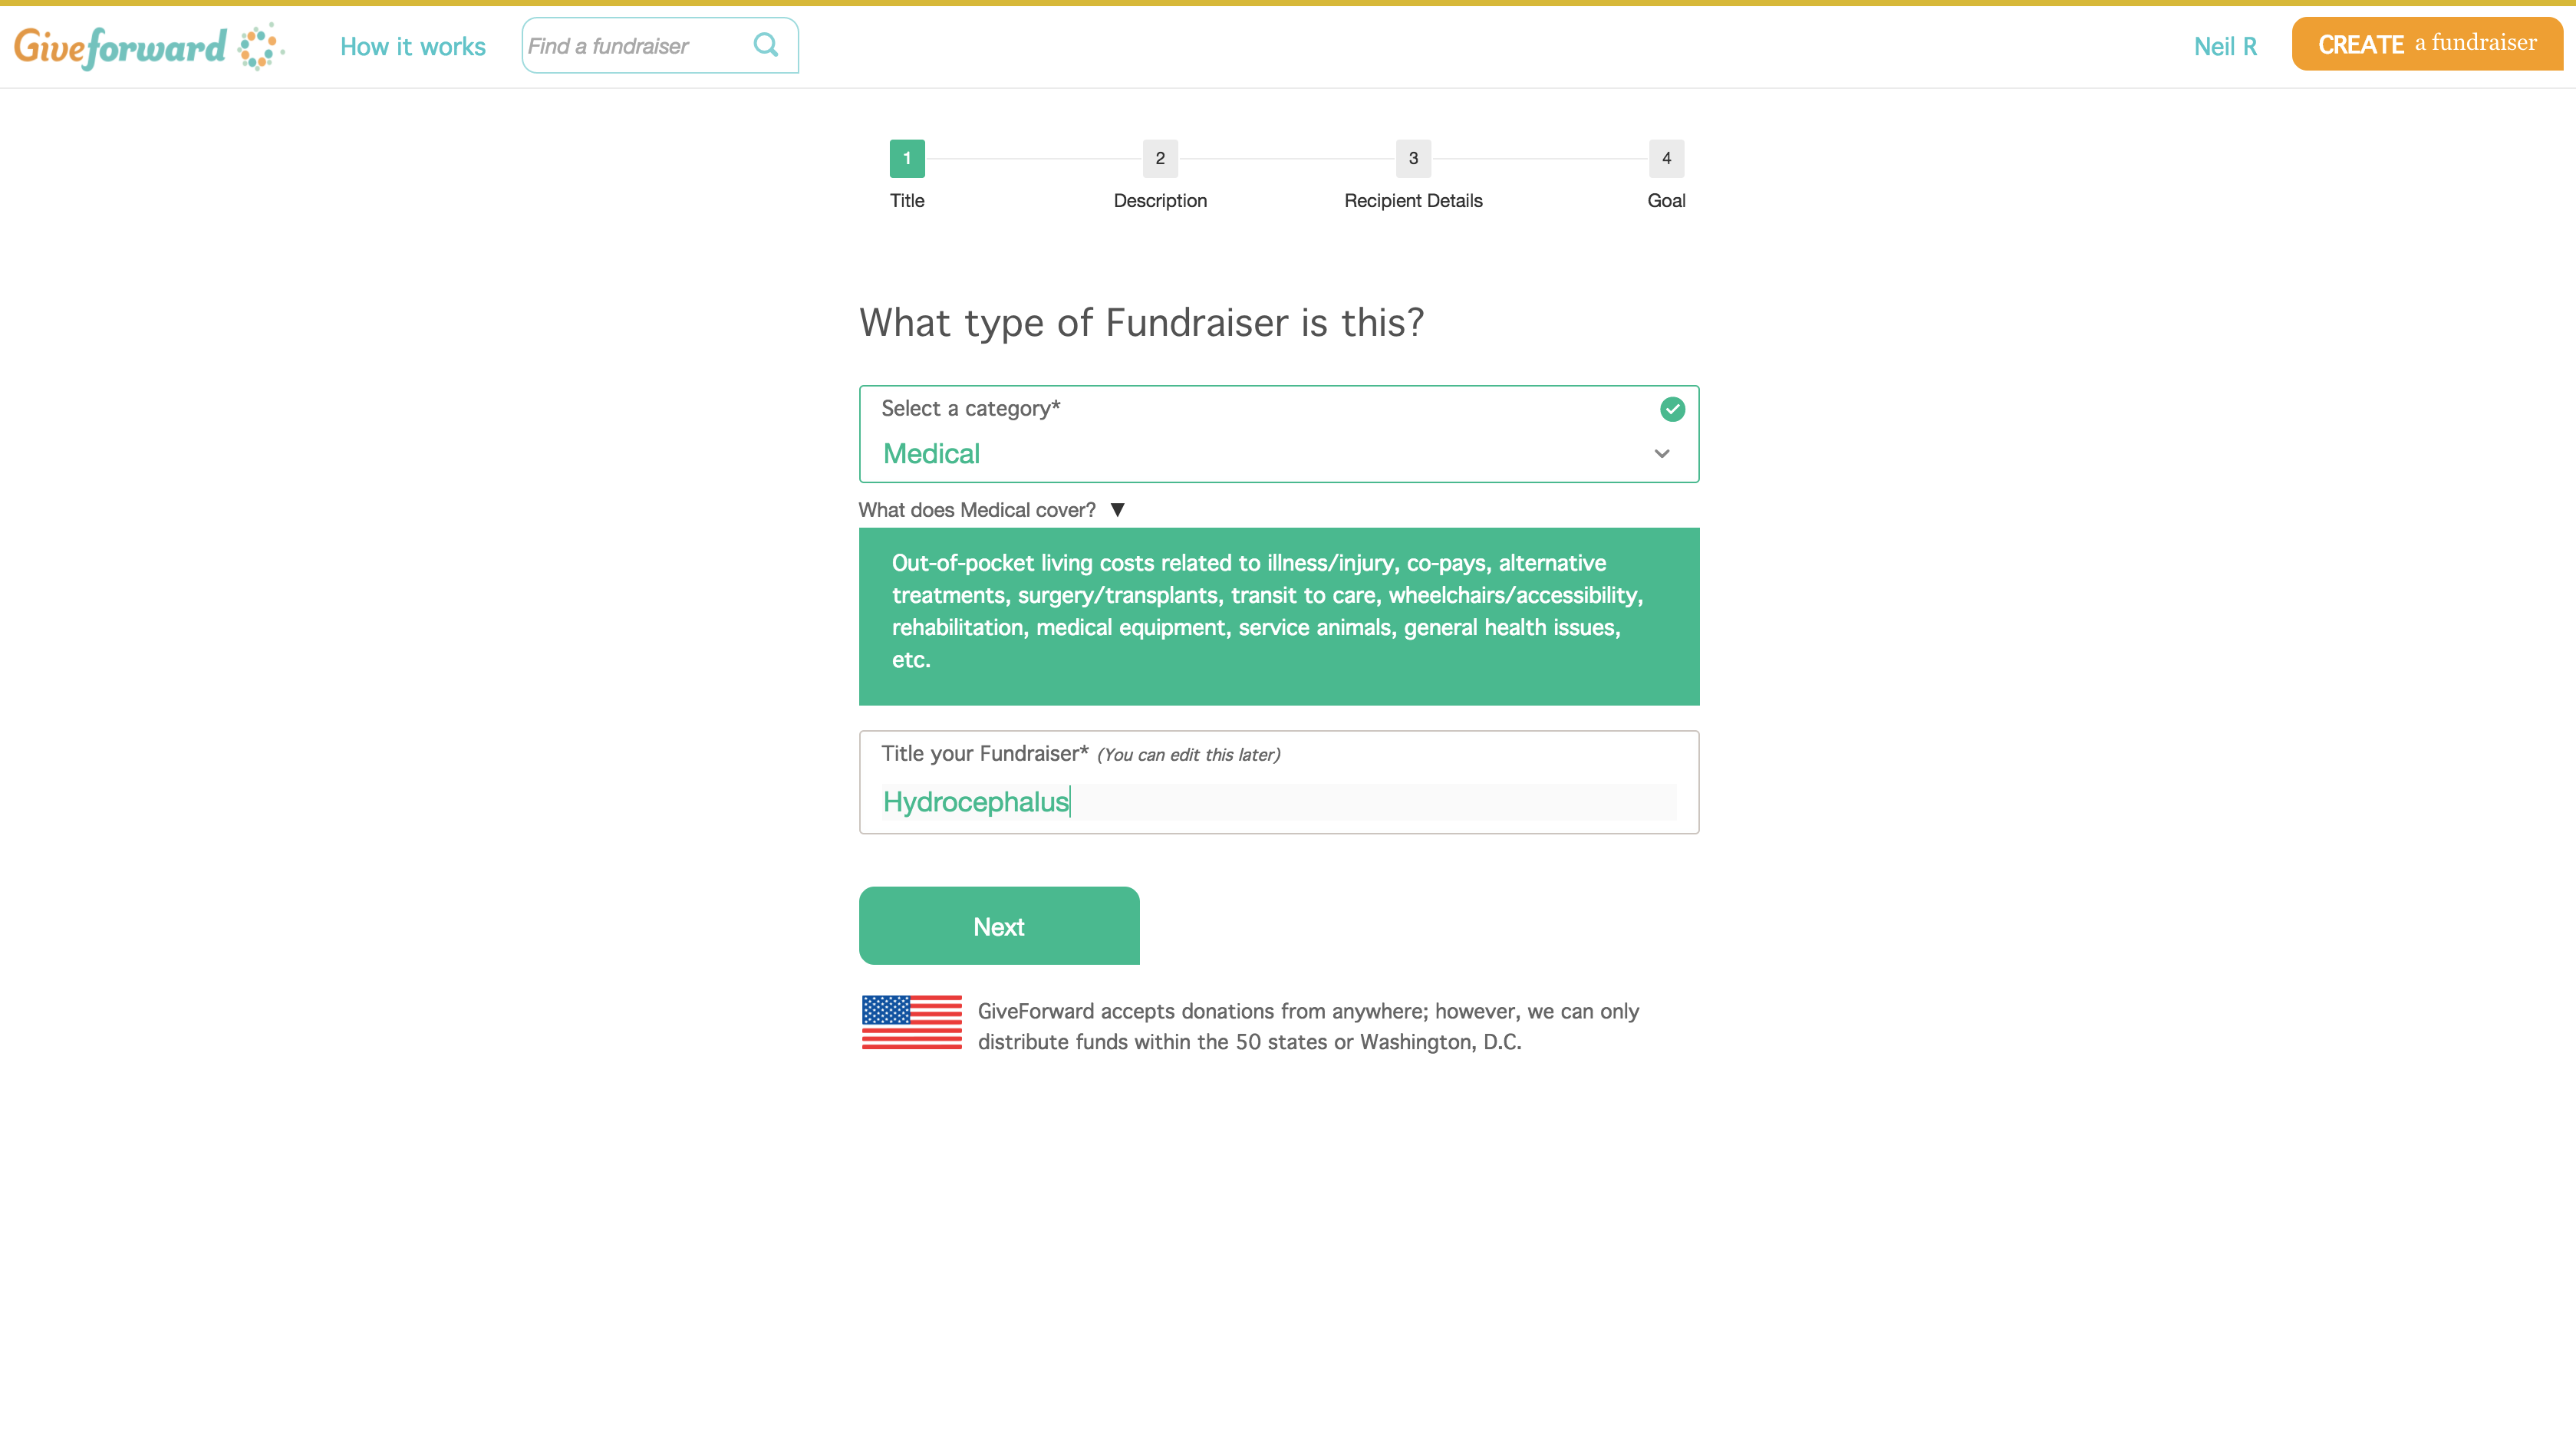 Giveforward
How it works
Find a fundraiser
Neil R
CREATE a fundraiser
1
2
3
4
Title
Description
Recipient Details
Goal
What type of Fundraiser is this?
Select a category*
Medical
What does Medical cover? ▼
Out-of-pocket living costs related to illness/injury, co-pays, alternative
treatments, surgery/transplants, transit to care, wheelchairs/accessibility,
rehabilitation, medical equipment, service animals, general health issues,
etc.
Title your Fundraiser* (You can edit this later)
Hydrocephalus
Next
GiveForward accepts donations from anywhere; however, we can only
distribute funds within the 50 states or Washington, D.C.